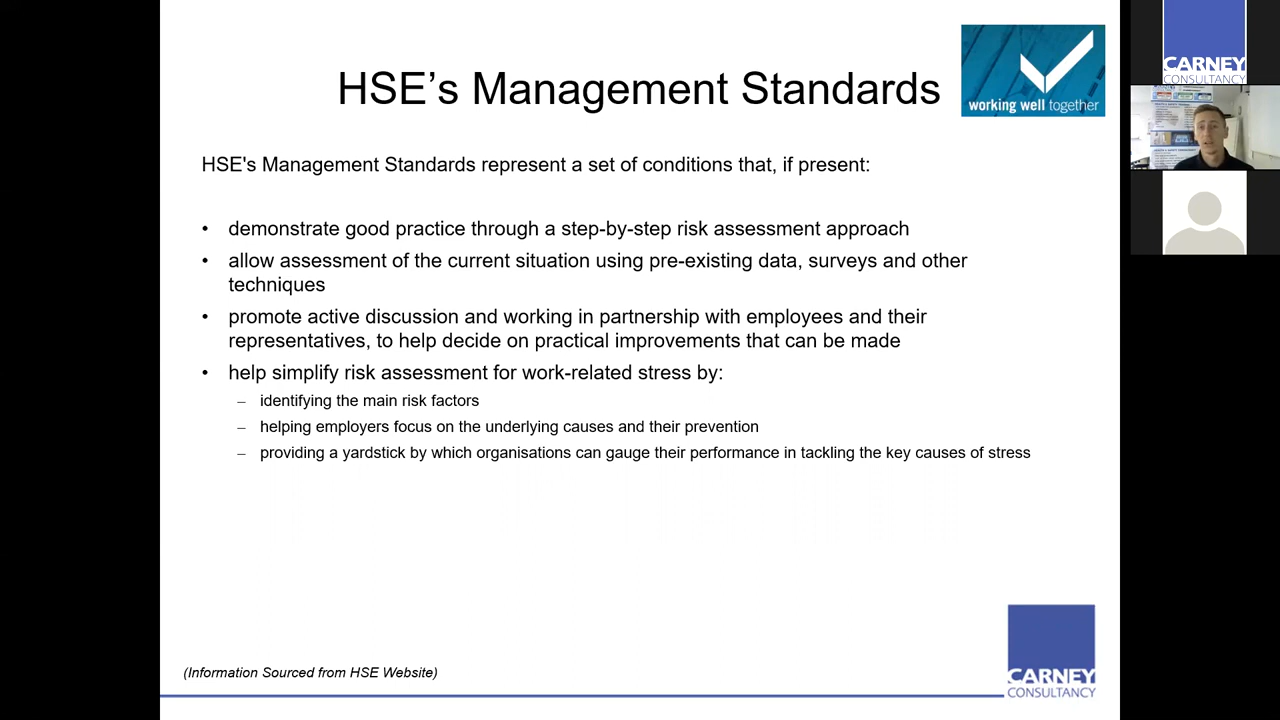 HSE’s Management Standards
working well together
HSE's Management Standards represent a set of conditions that, if present:
• demonstrate good practice through a step-by-step risk assessment approach
• allow assessment of the current situation using pre-existing data, surveys and other
techniques
• promote active discussion and working in partnership with employees and their
representatives, to help decide on practical improvements that can be made
• help simplify risk assessment for work-related stress by:
– identifying the main risk factors
– helping employers focus on the underlying causes and their prevention
– providing a yardstick by which organisations can gauge their performance in tackling the key causes of stress
(Information Sourced from HSE Website)
CARNEY
CONSULTANCY
CARNEY
CONSULTANCY